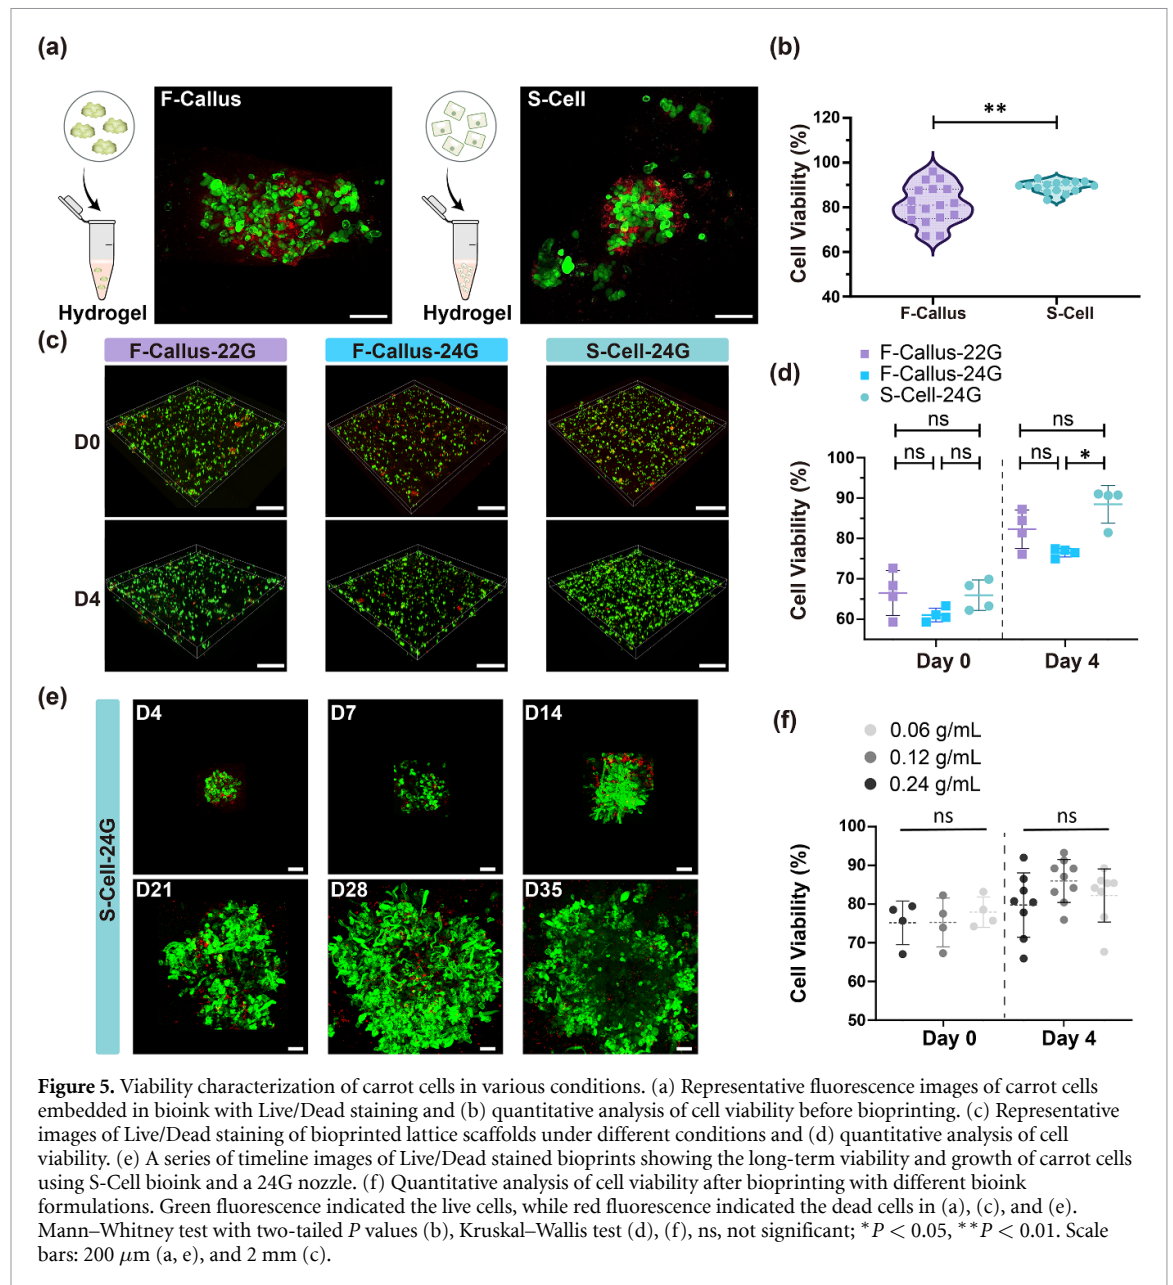 (a)
F-Callus
Hydrogel
S-Cell
Hydrogel
(b)
**
120
100
80
60
40
Cell Viability (%)
F-Callus
S-Cell
(c)
F-Callus-22G
F-Callus-24G
S-Cell-24G
D0
D4
(d)
F-Callus-22G
F-Callus-24G
S-Cell-24G
ns
ns
ns
ns
ns
*
100
90
80
70
60
Cell Viability (%)
Day 0
Day 4
(e)
S-Cell-24G
D4
D7
D14
D21
D28
D35
(f)
0.06 g/mL
0.12 g/mL
0.24 g/mL
ns
ns
100
90
80
70
60
50
Cell Viability (%)
Day 0
Day 4
Figure 5. Viability characterization of carrot cells in various conditions. (a) Representative fluorescence images of carrot cells
embedded in bioink with Live/Dead staining and (b) quantitative analysis of cell viability before bioprinting. (c) Representative
images of Live/Dead staining of bioprinted lattice scaffolds under different conditions and (d) quantitative analysis of cell
viability. (e) A series of timeline images of Live/Dead stained bioprints showing the long-term viability and growth of carrot cells
using S-Cell bioink and a 24G nozzle. (f) Quantitative analysis of cell viability after bioprinting with different bioink
formulations. Green fluorescence indicated the live cells, while red fluorescence indicated the dead cells in (a), (c), and (e).
Mann–Whitney test with two-tailed P values (b), Kruskal–Wallis test (d), (f), ns, not significant; *P < 0.05, **P < 0.01. Scale
bars: 200 μm (a, e), and 2 mm (c).